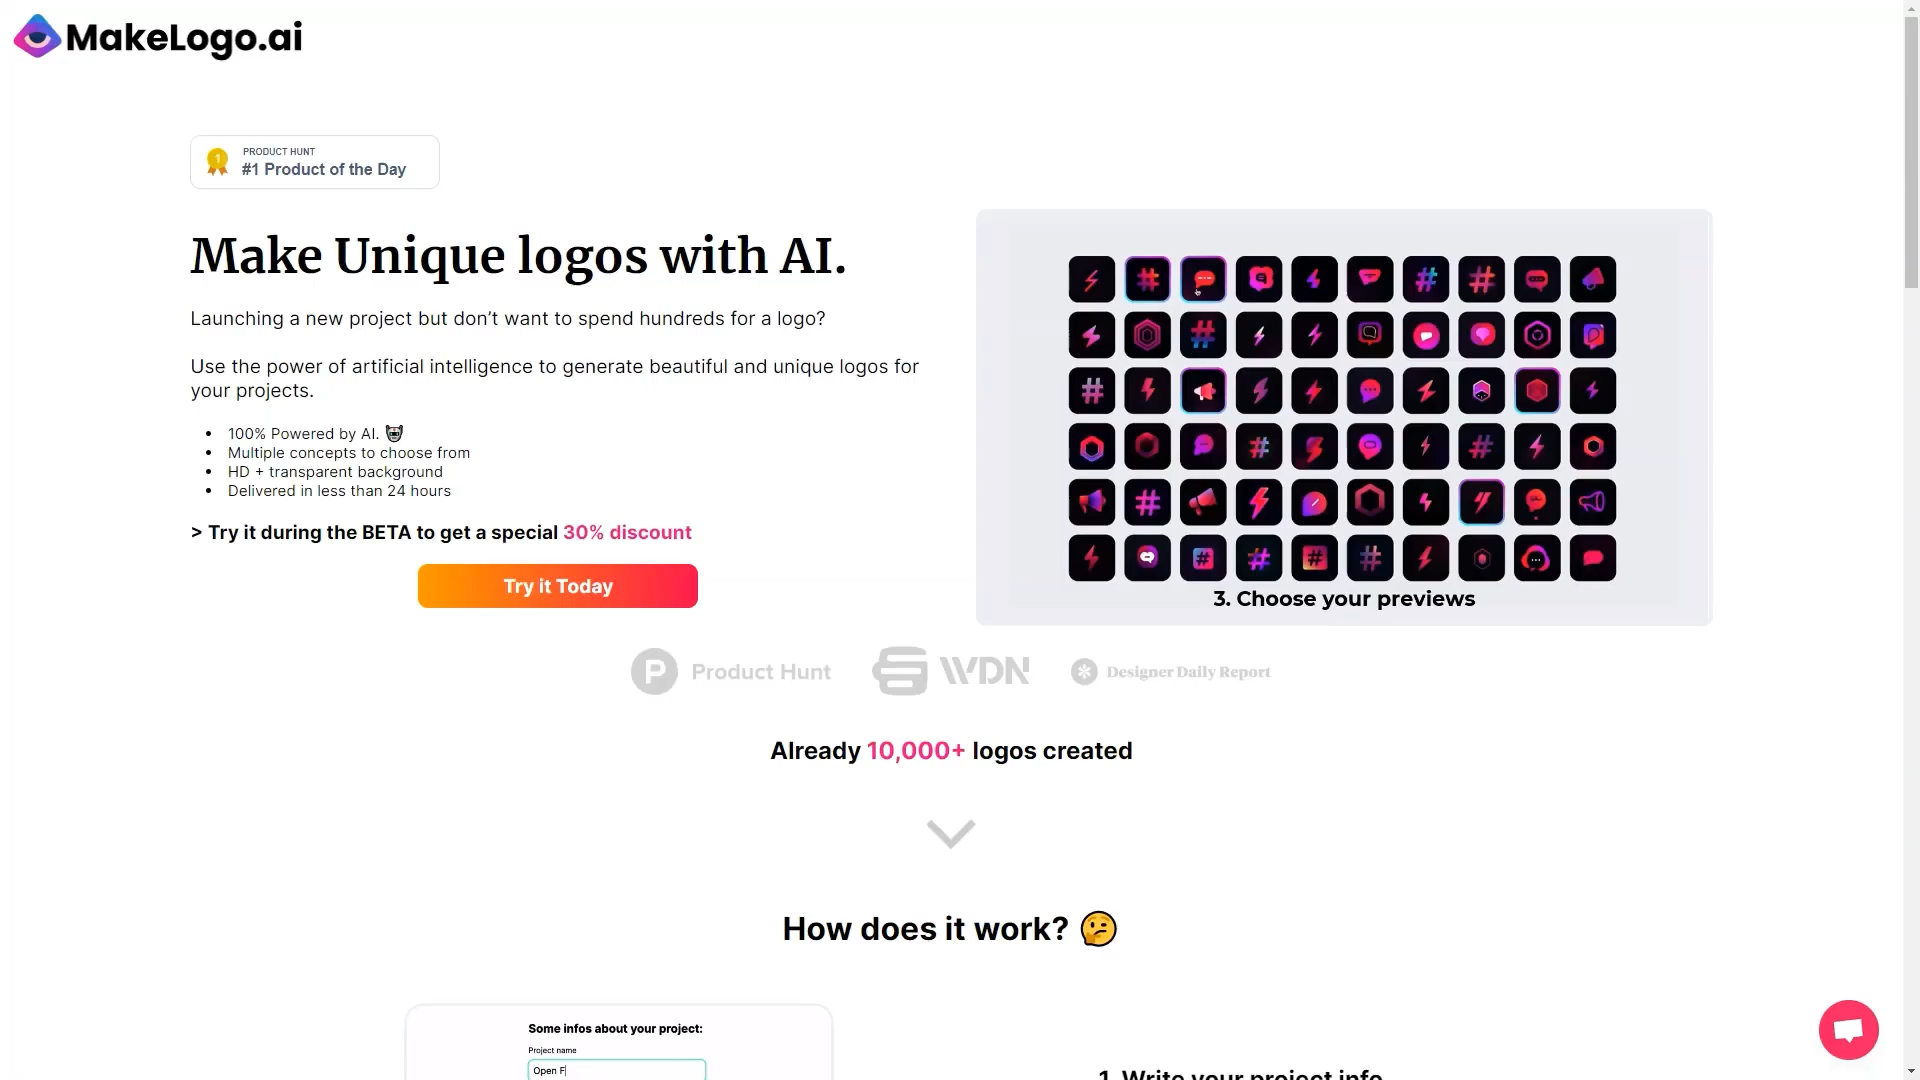 MakeLogo.ai
PRODUCT HUNT
#1 Product of the Day
Make Unique logos with AI.
Launching a new project but don’t want to spend hundreds for a logo?
Use the power of artificial intelligence to generate beautiful and unique logos for
your projects.
100% Powered by AI.
Multiple concepts to choose from
HD + transparent background
Delivered in less than 24 hours
> Try it during the BETA to get a special 30% discount
Try it Today
3. Choose your previews
Product Hunt
WDN
Designer Daily Report
Already 10,000+ logos created
How does it work?
Some infos about your project:
Project name
Open F
1. Write your project info